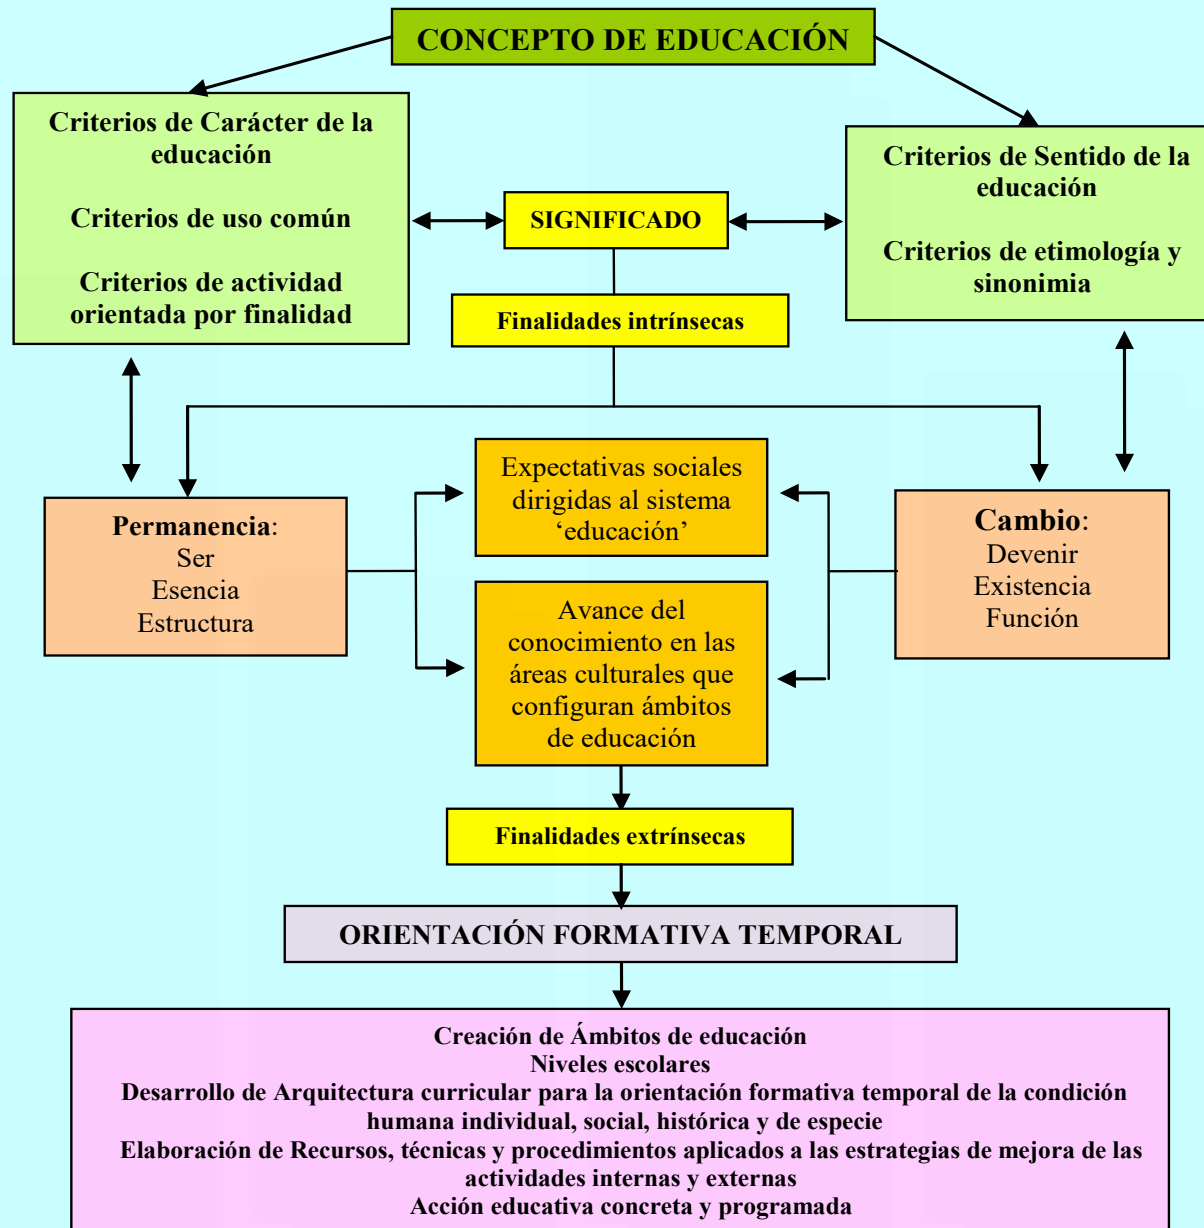 CONCEPTO DE EDUCACIÓN
Criterios de Carácter de la
educación
Criterios de uso común
Criterios de actividad
orientada por finalidad
SIGNIFICADO
Criterios de Sentido de la
educación
Criterios de etimología y
sinonimia
Finalidades intrínsecas
Permanencia:
Ser
Esencia
Estructura
Expectativas sociales
dirigidas al sistema
‘educación’
Avance del
conocimiento en las
áreas culturales que
configuran ámbitos
de educación
Cambio:
Devenir
Existencia
Función
Finalidades extrínsecas
ORIENTACIÓN FORMATIVA TEMPORAL
Creación de Ámbitos de educación
Niveles escolares
Desarrollo de Arquitectura curricular para la orientación formativa temporal de la condición
humana individual, social, histórica y de especie
Elaboración de Recursos, técnicas y procedimientos aplicados a las estrategias de mejora de las
actividades internas y externas
Acción educativa concreta y programada